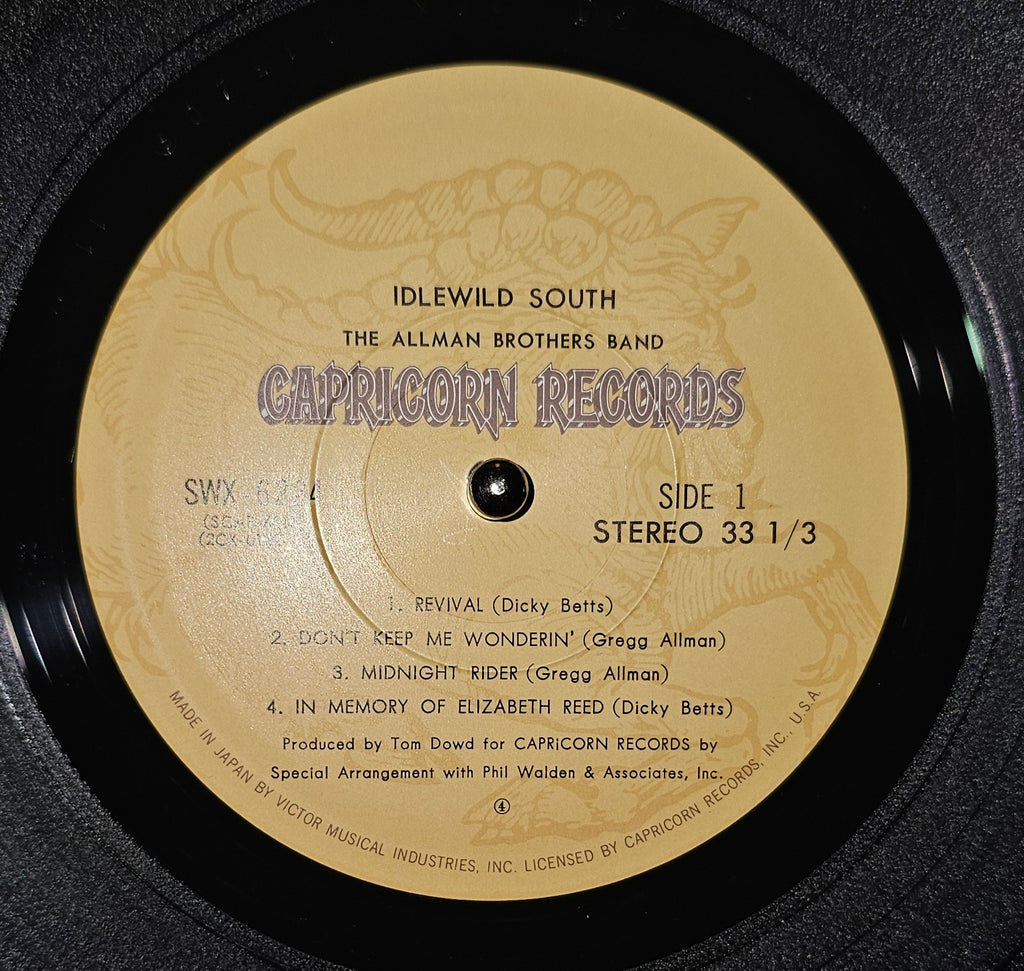 IDLEWILD SOUTH
THE ALLMAN BROTHERS BAND
CAPRICORN RECORDS
SWX
SIDE 1
STEREO 33 1/3
1. REVIVAL (Dicky Betts)
2. DON'T KEEP ME WONDERIN' (Gregg Allman)
3. MIDNIGHT RIDER (Gregg Allman)
4. IN MEMORY OF ELIZABETH REED (Dicky Betts)
Produced by Tom Dowd for CAPRiCORN RECORDS by
Special Arrangement with Phil Walden & Associates, Inc.
④
MADE IN JAPAN BY VICTOR MUSICAL INDUSTRIES, INC. LICENSED BY CAPRICORN RECORDS, INC., U.S.A.